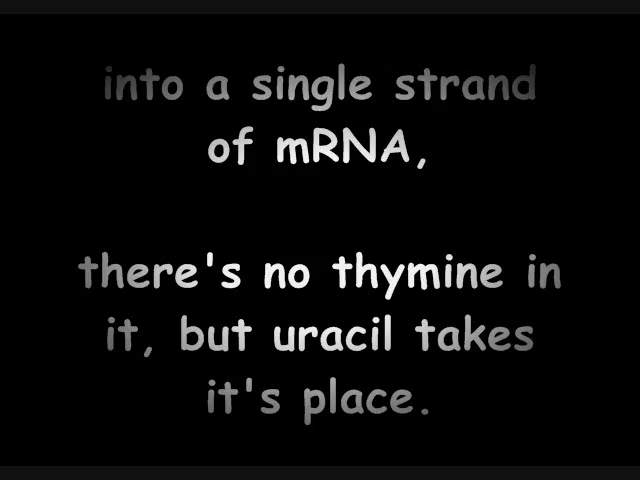 into a single strand
of mRNA,
there's no thymine in
it, but uracil takes
it's place.